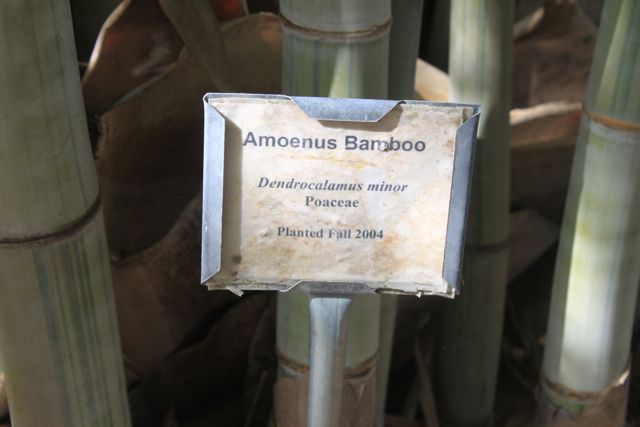 Amoenus Bamboo
Dendrocalamus minor
Poaceae
Planted Fall 2004